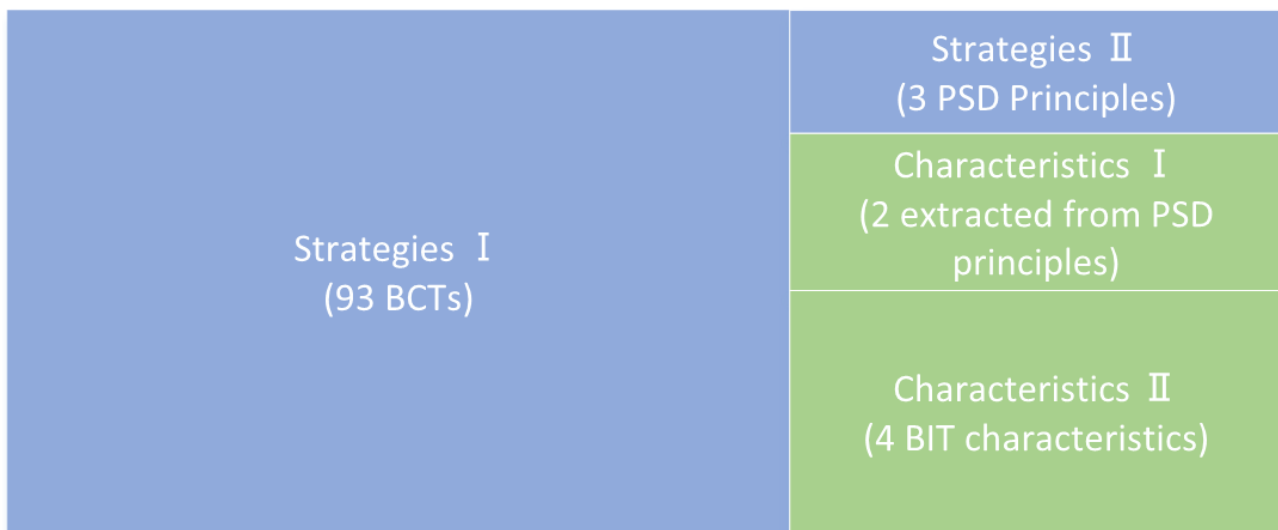 Strategies Ⅰ
(93 BCTs)
Strategies Ⅱ
(3 PSD Principles)
Characteristics Ⅰ
(2 extracted from PSD
principles)
Characteristics Ⅱ
(4 BIT characteristics)